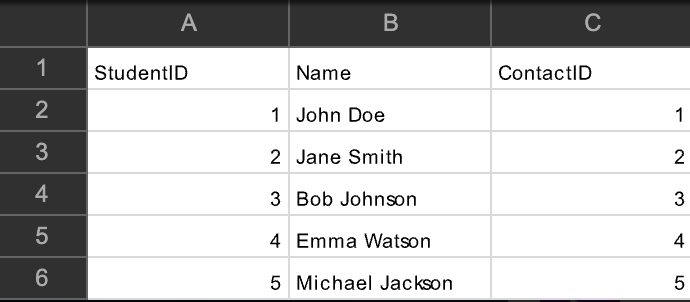 A B C
1 StudentID Name ContactID
2 1 John Doe 1
3 2 Jane Smith 2
4 3 Bob Johnson 3
5 4 Emma Watson 4
6 5 Michael Jackson 5